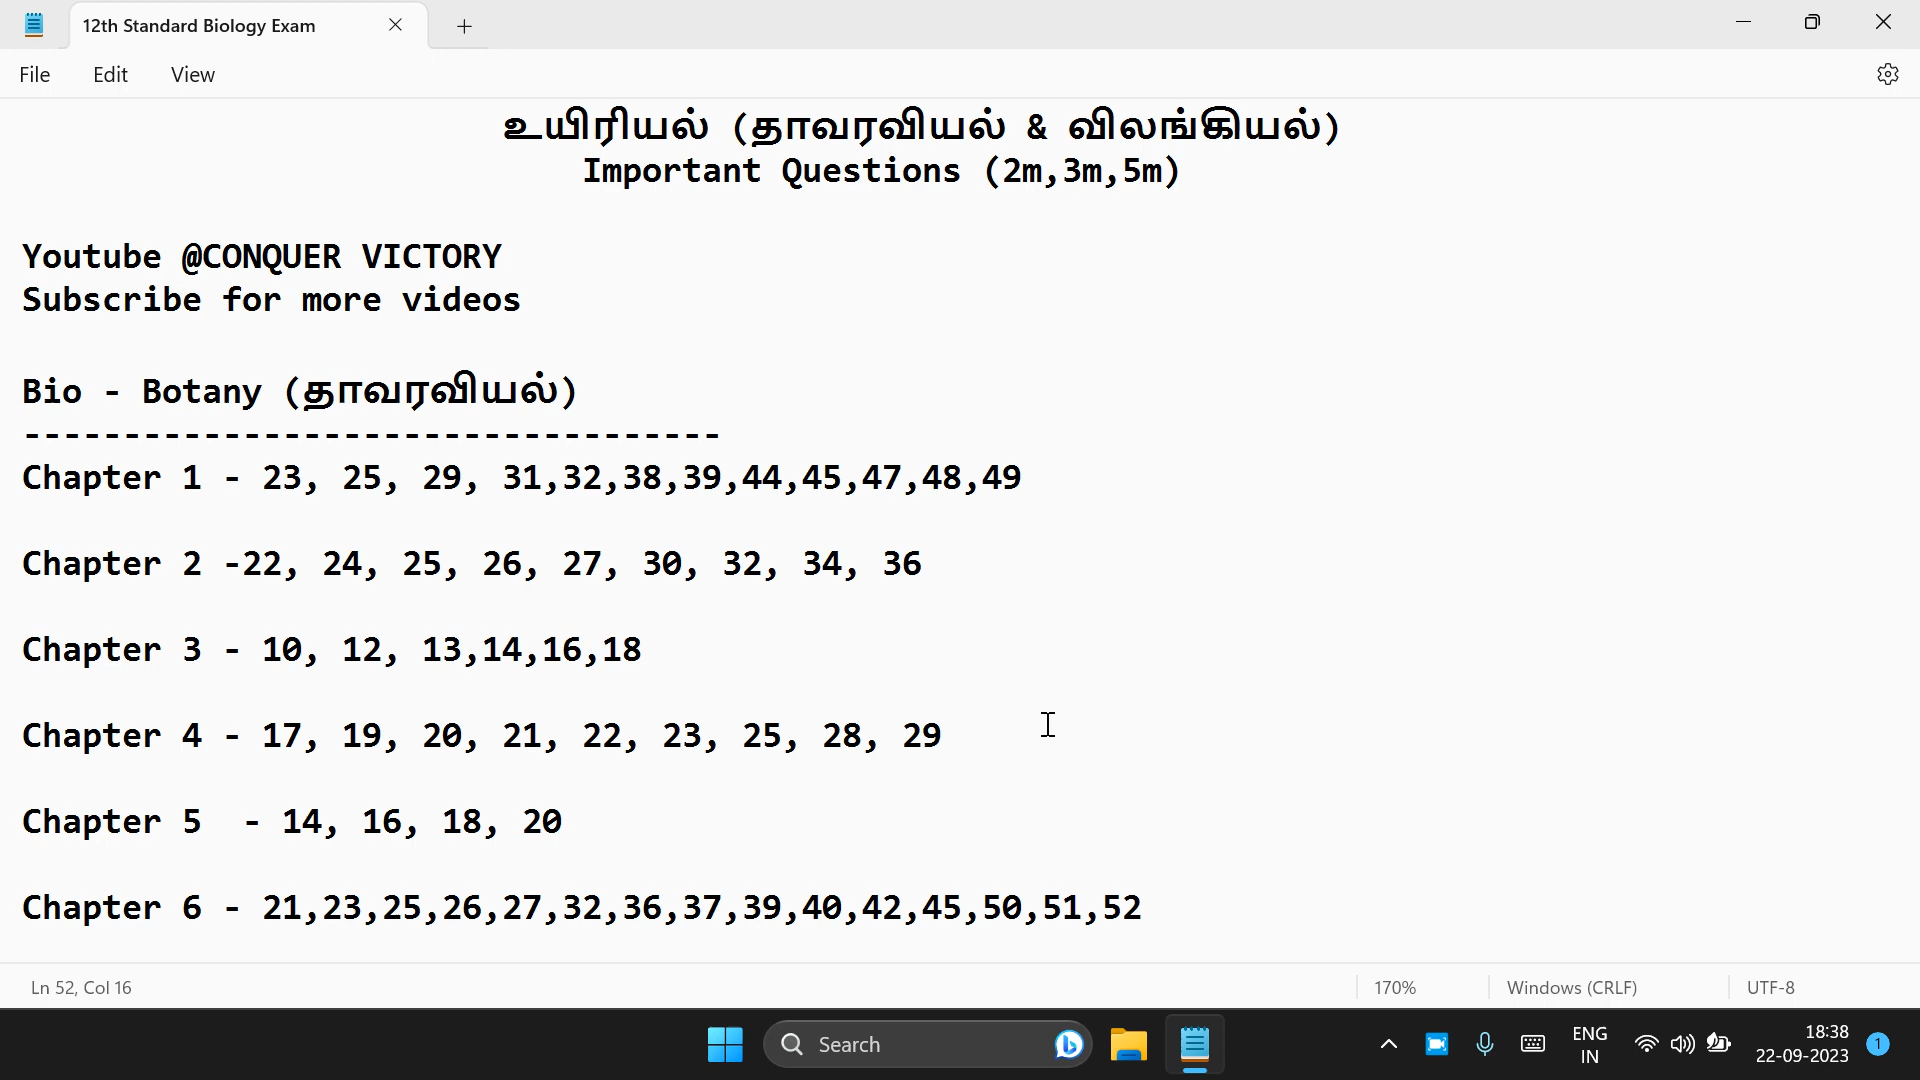 12th Standard Biology Exam
File Edit View
உயிரியல் (தாவரவியல் & விலங்கியல்)
Important Questions (2m,3m,5m)
Youtube @CONQUER VICTORY
Subscribe for more videos
Bio - Botany (தாவரவியல்)
-----------------------------------
Chapter 1 - 23, 25, 29, 31,32,38,39,44,45,47,48,49
Chapter 2 -22, 24, 25, 26, 27, 30, 32, 34, 36
Chapter 3 - 10, 12, 13,14,16,18
Chapter 4 - 17, 19, 20, 21, 22, 23, 25, 28, 29
Chapter 5  - 14, 16, 18, 20
Chapter 6 - 21,23,25,26,27,32,36,37,39,40,42,45,50,51,52
Ln 52, Col 16 170% Windows (CRLF) UTF-8
Search ENG 18:38
IN 22-09-2023 1